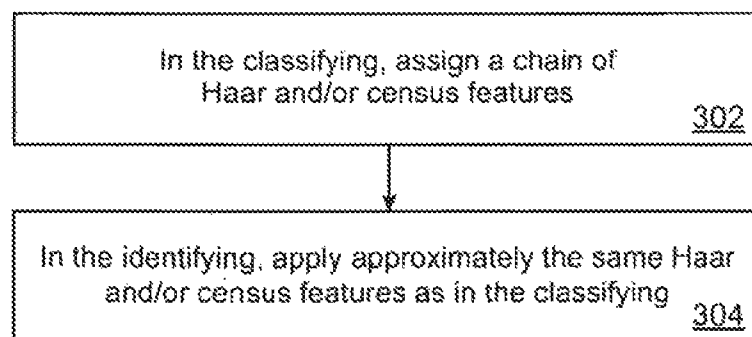 In the classifying, assign a chain of
Haar and/or census features
302
In the identifying, apply approximately the same Haar
and/or census features as in the classifying
304